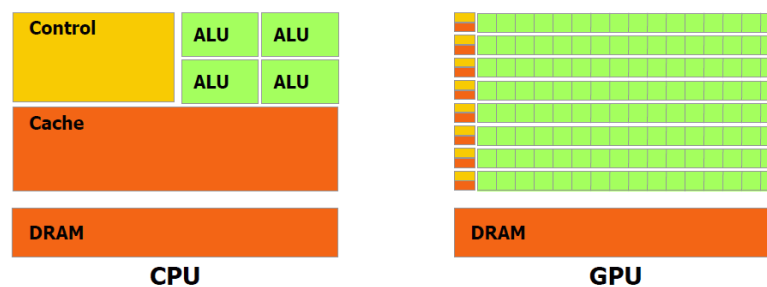 Control
ALU ALU
ALU ALU
Cache
DRAM
CPU
DRAM
GPU